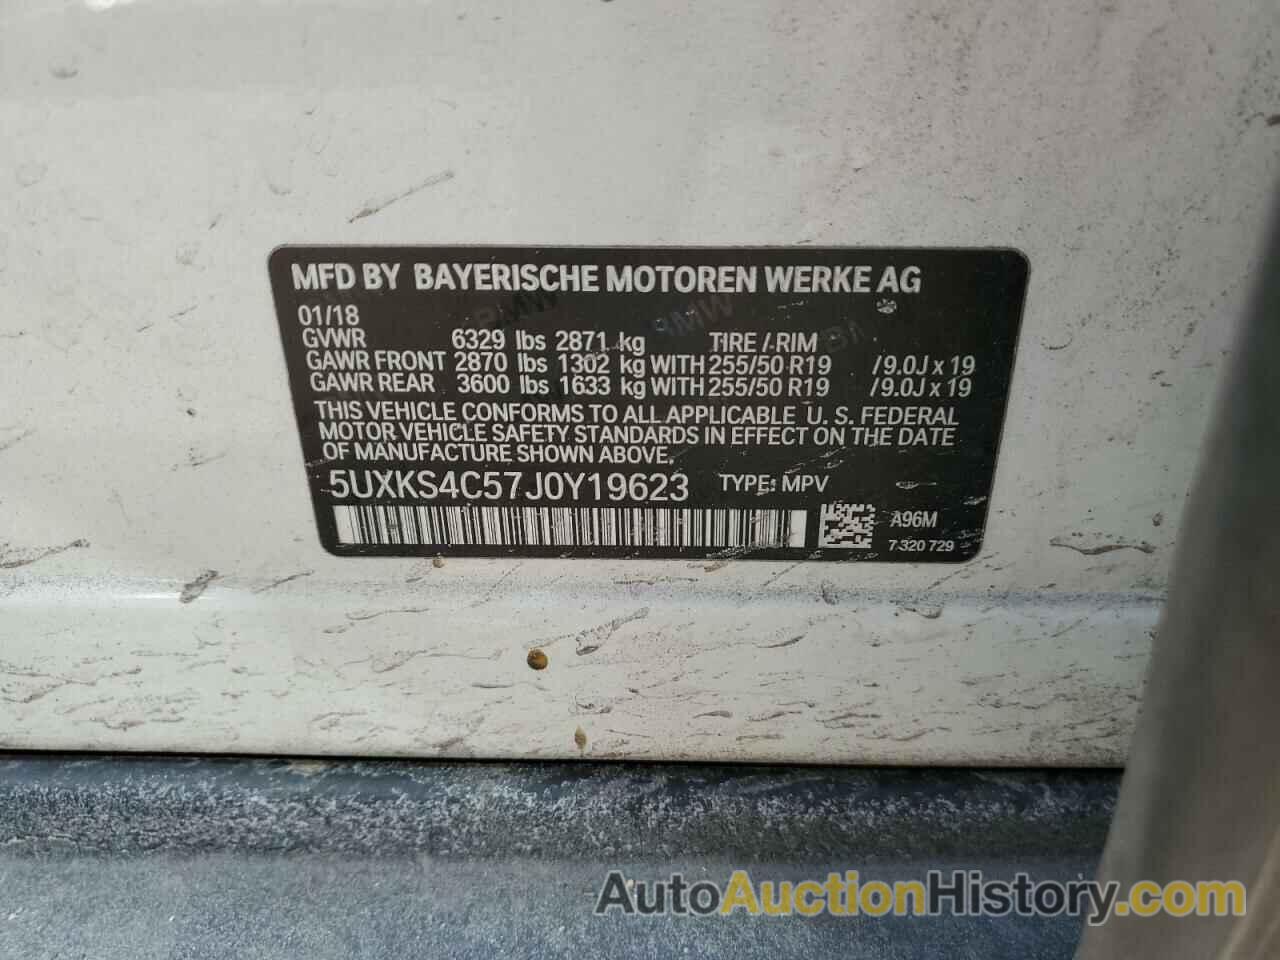 MFD BY BAYERISCHE MOTOREN WERKE AG
01/18
GVWR 6329 lbs 2871 kg TIRE / RIM
GAWR FRONT 2870 lbs 1302 kg WITH 255/50 R19 /9.0J x 19
GAWR REAR 3600 lbs 1633 kg WITH 255/50 R19 /9.0J x 19
THIS VEHICLE CONFORMS TO ALL APPLICABLE U. S. FEDERAL
MOTOR VEHICLE SAFETY STANDARDS IN EFFECT ON THE DATE
OF MANUFACTURE SHOWN ABOVE.
5UXKS4C57J0Y19623 TYPE: MPV
A96M
7 320 729
AutoAuctionHistory.com